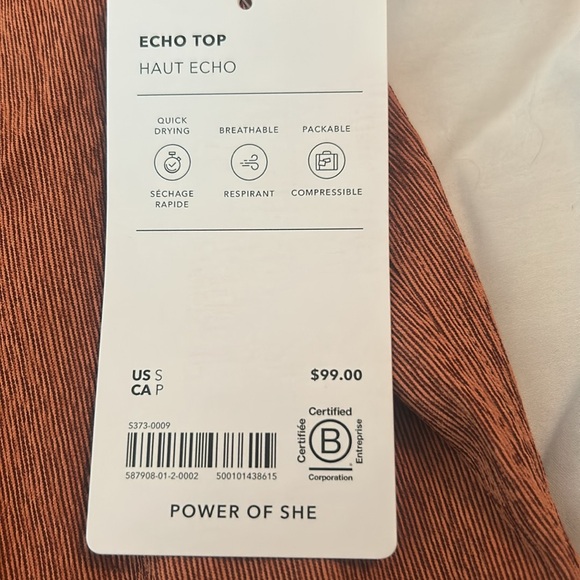 ECHO TOP
HAUT ECHO
QUICK
DRYING
BREATHABLE
PACKABLE
SÉCHAGE
RAPIDE
RESPIRANT
COMPRESSIBLE
US S
CA P
$99.00
S373-0009
587908-01-2-0002 500101438615
Certified
Certifiée
B
Entreprise
Corporation
POWER OF SHE